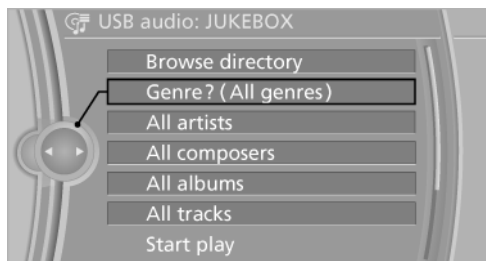 USB audio: JUKEBOX
Browse directory
Genre? (All genres)
All artists
All composers
All albums
All tracks
Start play